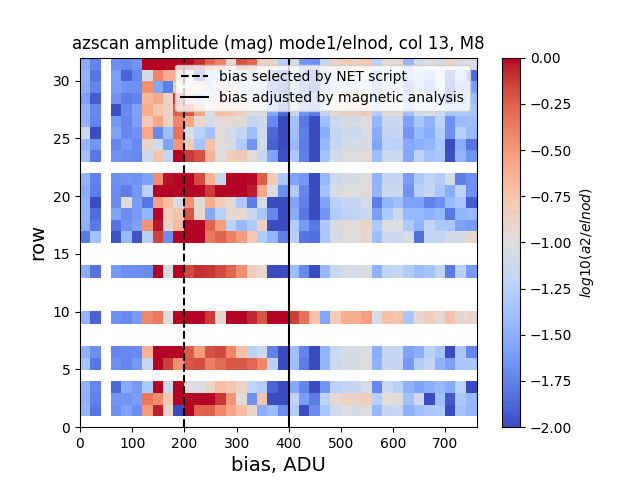 azscan amplitude (mag) mode1/elnod, col 13, M8
bias selected by NET script
bias adjusted by magnetic analysis
row
30
25
20
15
10
5
0
0 100 200 300 400 500 600 700
bias, ADU
0.00
−0.25
−0.50
−0.75
−1.00
−1.25
−1.50
−1.75
−2.00
log10(a2/elnod)